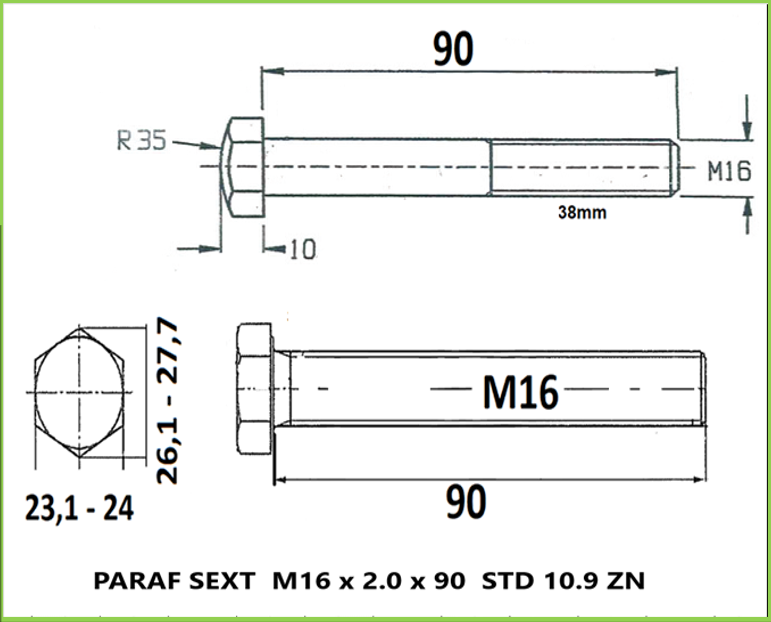 90
R 35
M16
38mm
10
26,1 - 27,7
M16
23,1 - 24
90
PARAF SEXT M16 x 2.0 x 90 STD 10.9 ZN